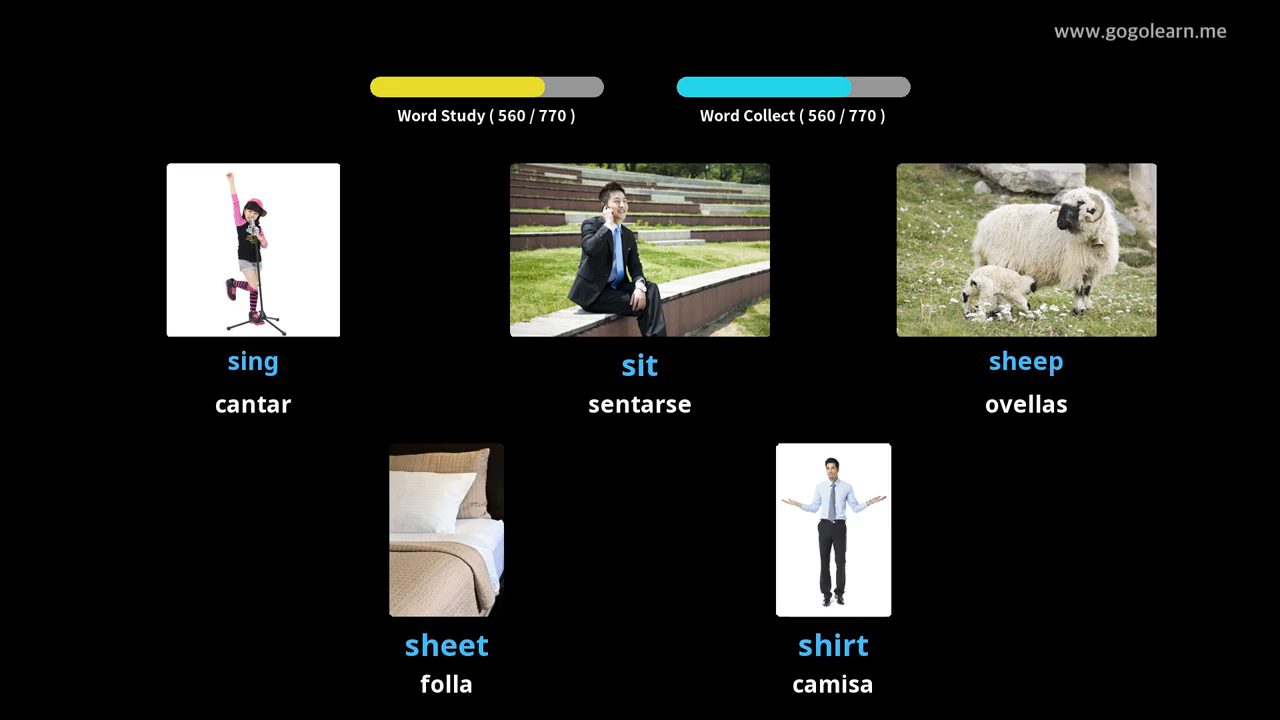 www.gogolearn.me
Word Study ( 560 / 770 )
Word Collect ( 560 / 770 )
sing
cantar
sit
sentarse
sheep
ovellas
sheet
folla
shirt
camisa